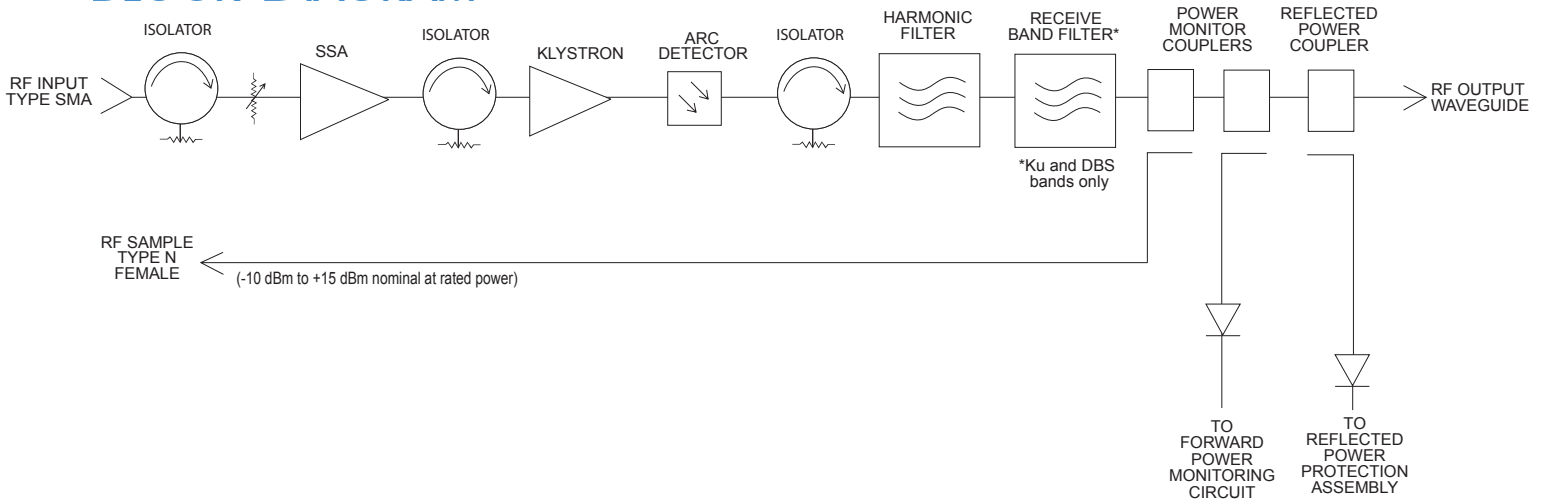 BLOCK DIAGRAM
ISOLATOR
SSA
ISOLATOR
KLYSTRON
ARC
DETECTOR
ISOLATOR
HARMONIC
FILTER
RECEIVE
BAND FILTER*
POWER
MONITOR
COUPLERS
REFLECTED
POWER
COUPLER
RF INPUT
TYPE SMA
RF OUTPUT
WAVEGUIDE
*Ku and DBS
bands only
RF SAMPLE
TYPE N
FEMALE
(-10 dBm to +15 dBm nominal at rated power)
TO
FORWARD
POWER
MONITORING
CIRCUIT
TO
REFLECTED
POWER
PROTECTION
ASSEMBLY